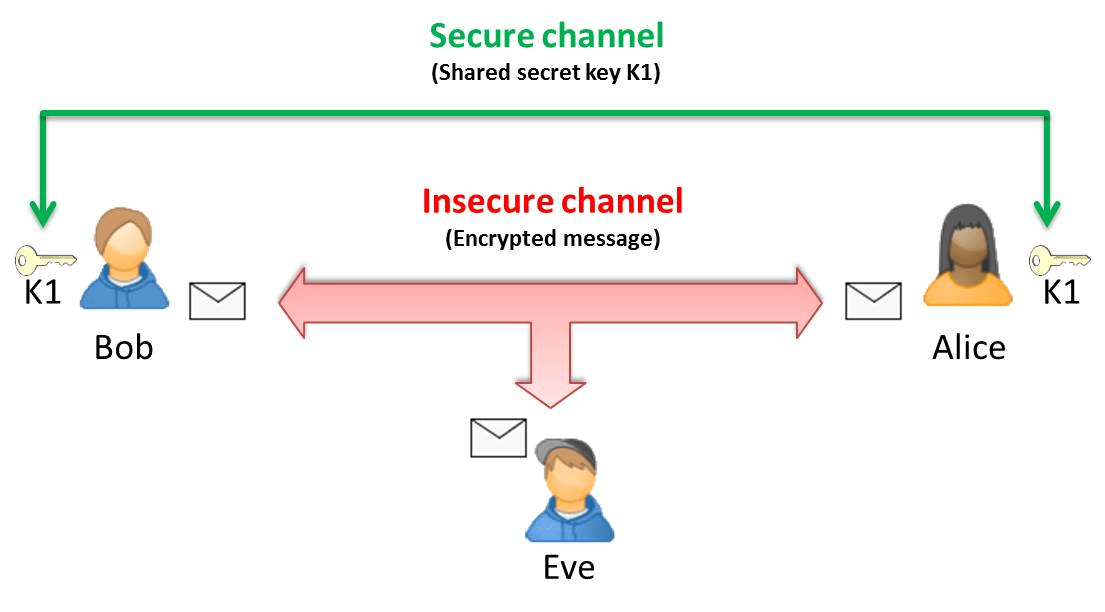 Secure channel
(Shared secret key K1)
Insecure channel
(Encrypted message)
K1
K1
Bob
Alice
Eve